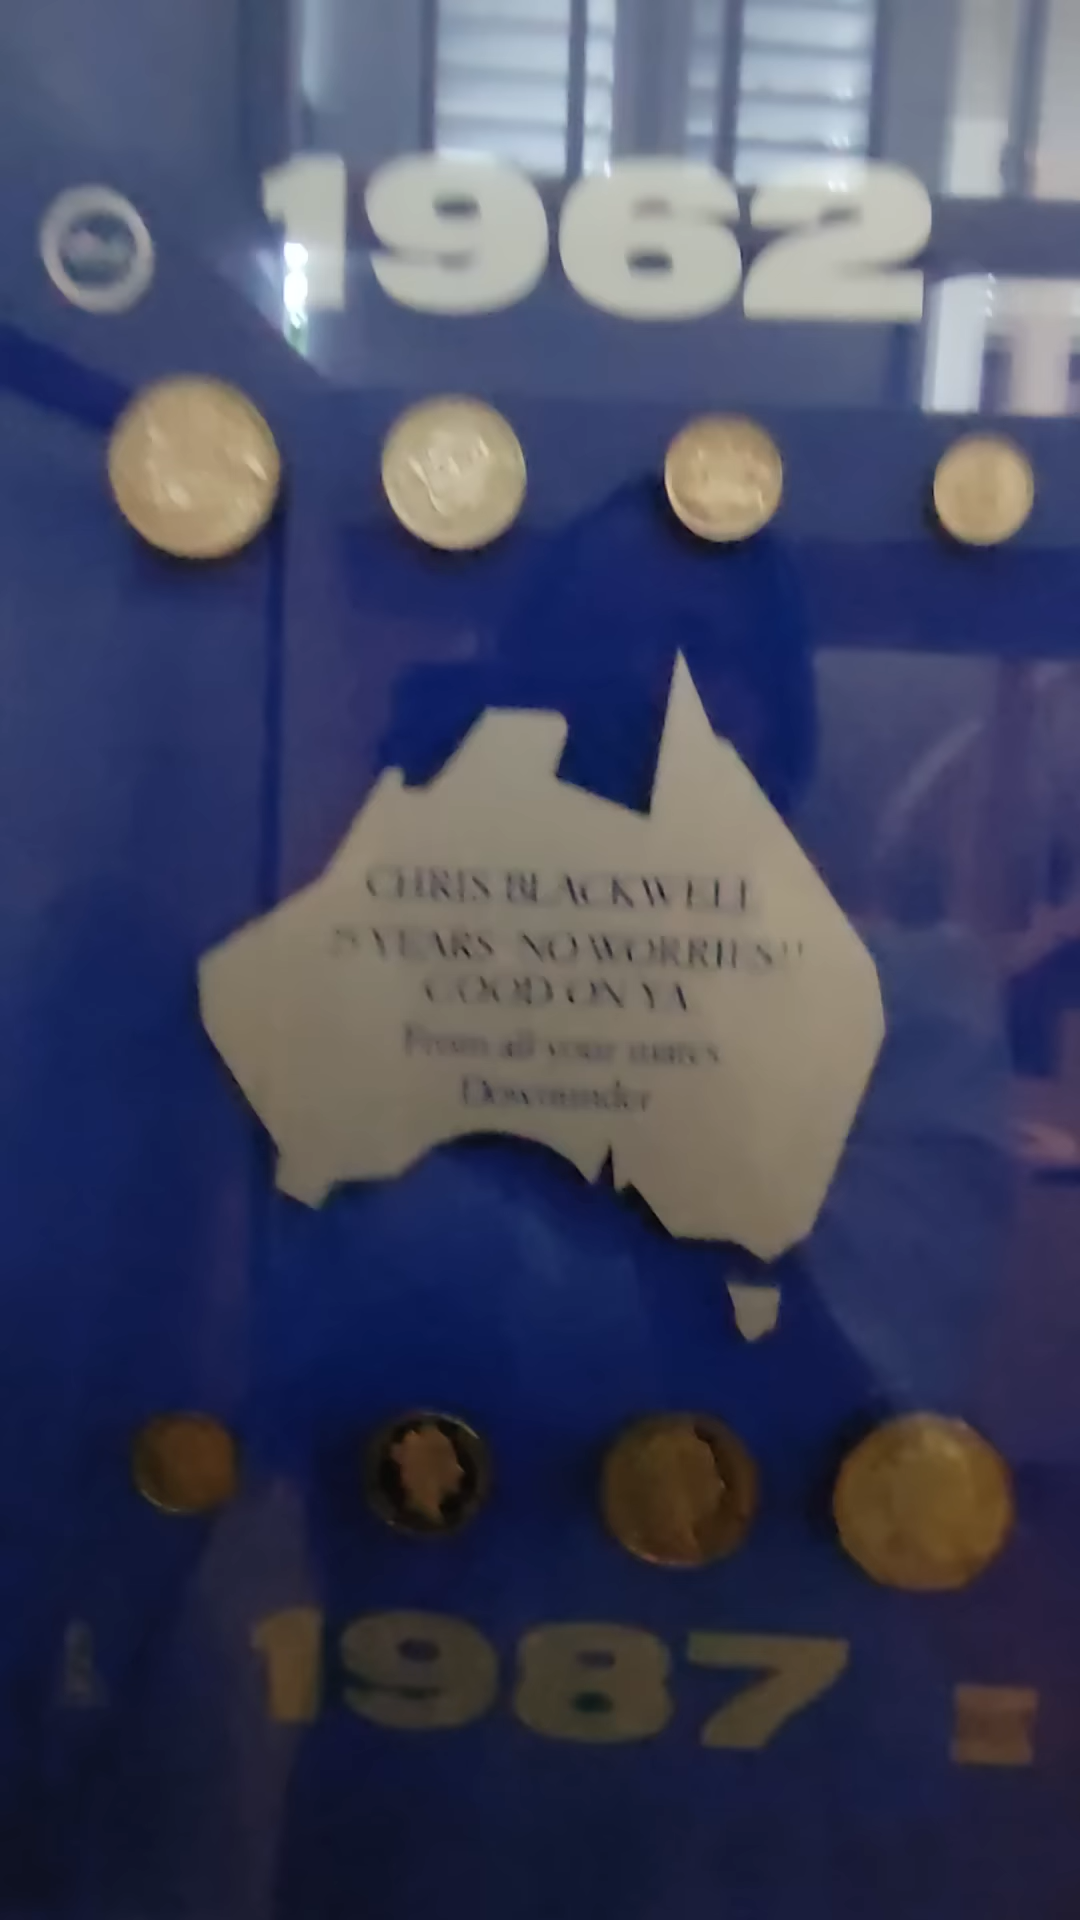 1962
CHRIS BLACKWELL
25 YEARS NO WORRIES!!
GOOD ON YA
From all your mates
Downunder
1987